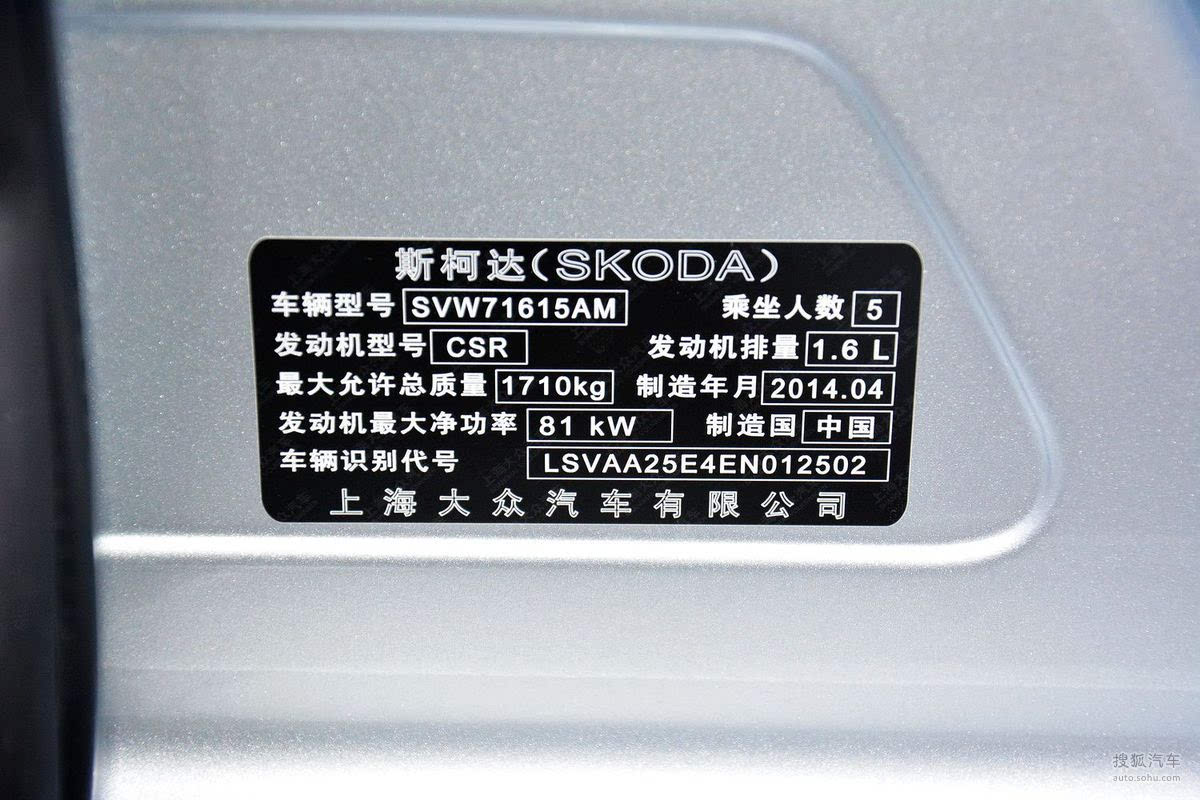 斯柯达(SKODA)
车辆型号 SVW71615AM 乘坐人数 5
发动机型号 CSR 发动机排量 1.6 L
最大允许总质量 1710kg 制造年月 2014.04
发动机最大净功率 81 kW 制造国 中国
车辆识别代号 LSVAA25E4EN012502
上海大众汽车有限公司
搜狐汽车
auto.sohu.com